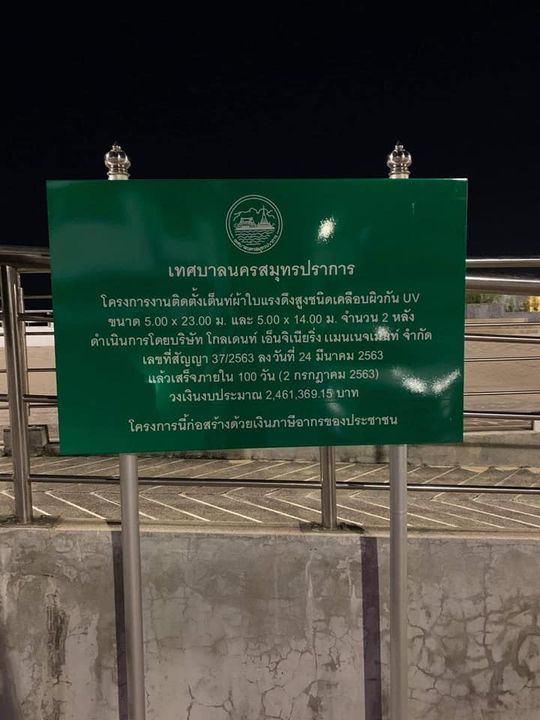 เทศบาลนครสมุทรปราการ
โครงการงานติดตั้งเต็นท์ผ้าใบแรงดึงสูงชนิดเคลือบผิวกัน UV
ขนาด 5.00 x 23.00 ม. และ 5.00 x 14.00 ม. จำนวน 2 หลัง
ดำเนินการโดยบริษัท โกลเดนท์ เอ็นจิเนียริ่ง แมนเนจเม้นท์ จำกัด
เลขที่สัญญา 37/2563 ลงวันที่ 24 มีนาคม 2563
แล้วเสร็จภายใน 100 วัน (2 กรกฎาคม 2563)
วงเงินงบประมาณ 2,461,369.15 บาท
โครงการนี้ก่อสร้างด้วยเงินภาษีอากรของประชาชน